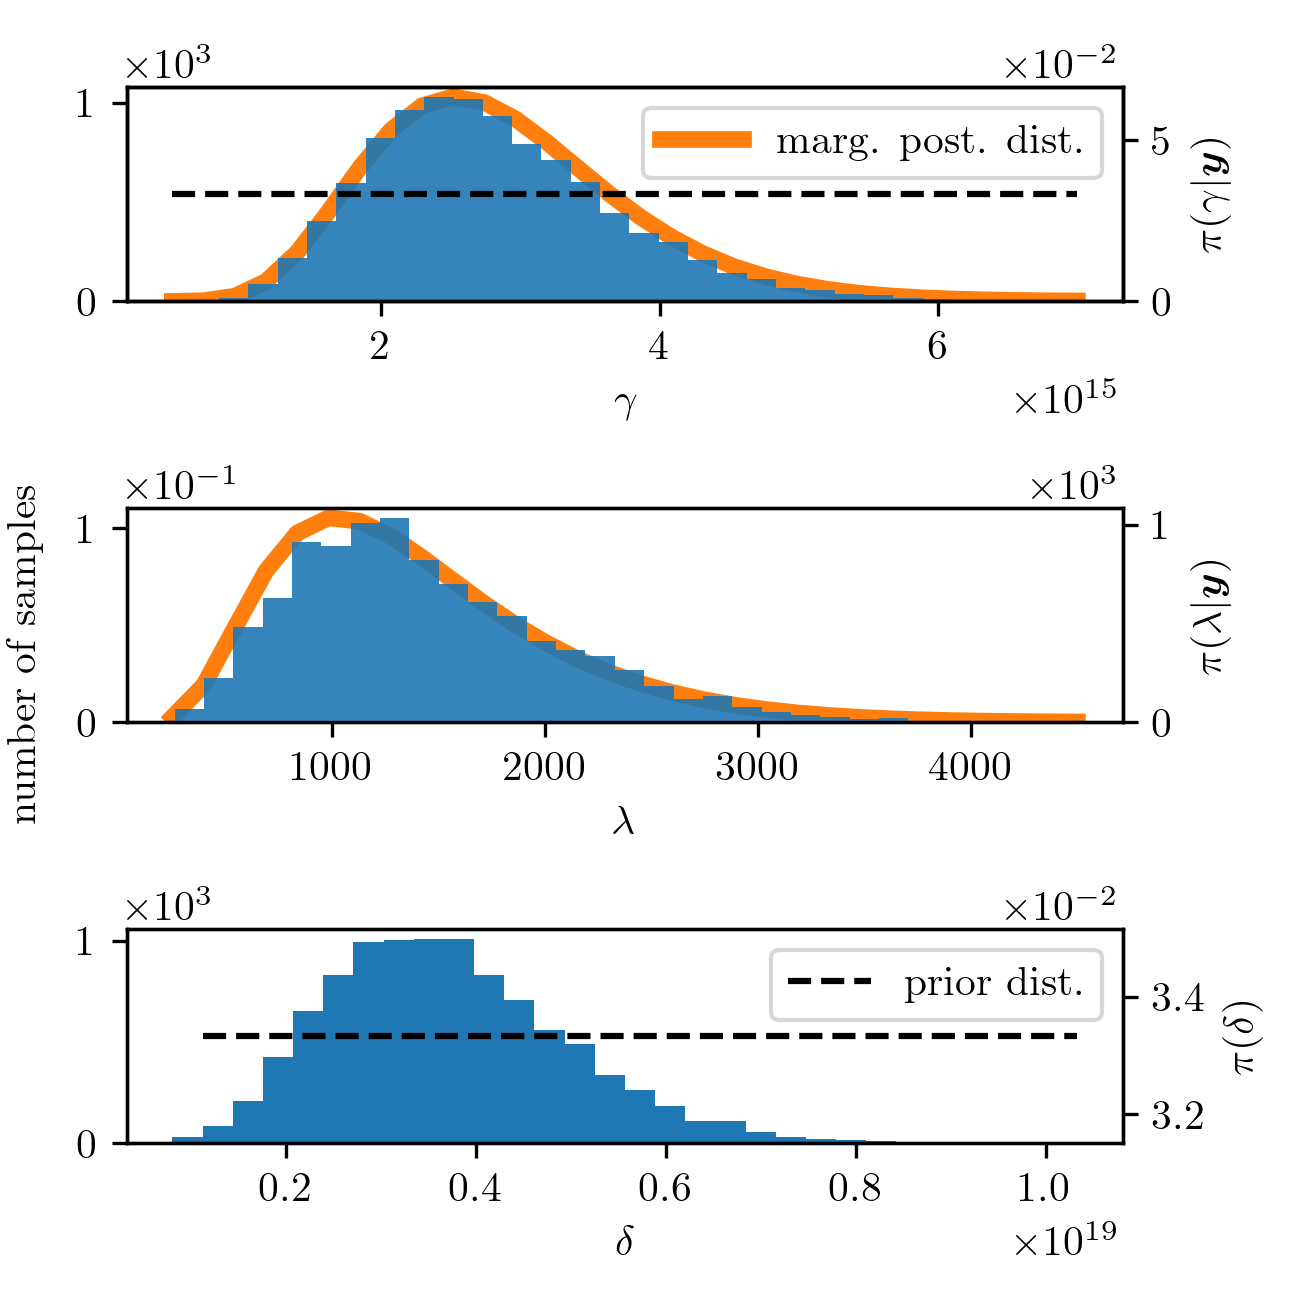 ×10³ ×10⁻²
1
marg. post. dist.
5
π(γ|y)
0 0
2 4 6
γ ×10¹⁵
×10⁻¹ ×10³
1 1
number of samples
π(λ|y)
0 0
1000 2000 3000 4000
λ
×10³ ×10⁻²
1
prior dist.
3.4
π(δ)
3.2
0
0.2 0.4 0.6 0.8 1.0
δ ×10¹⁹